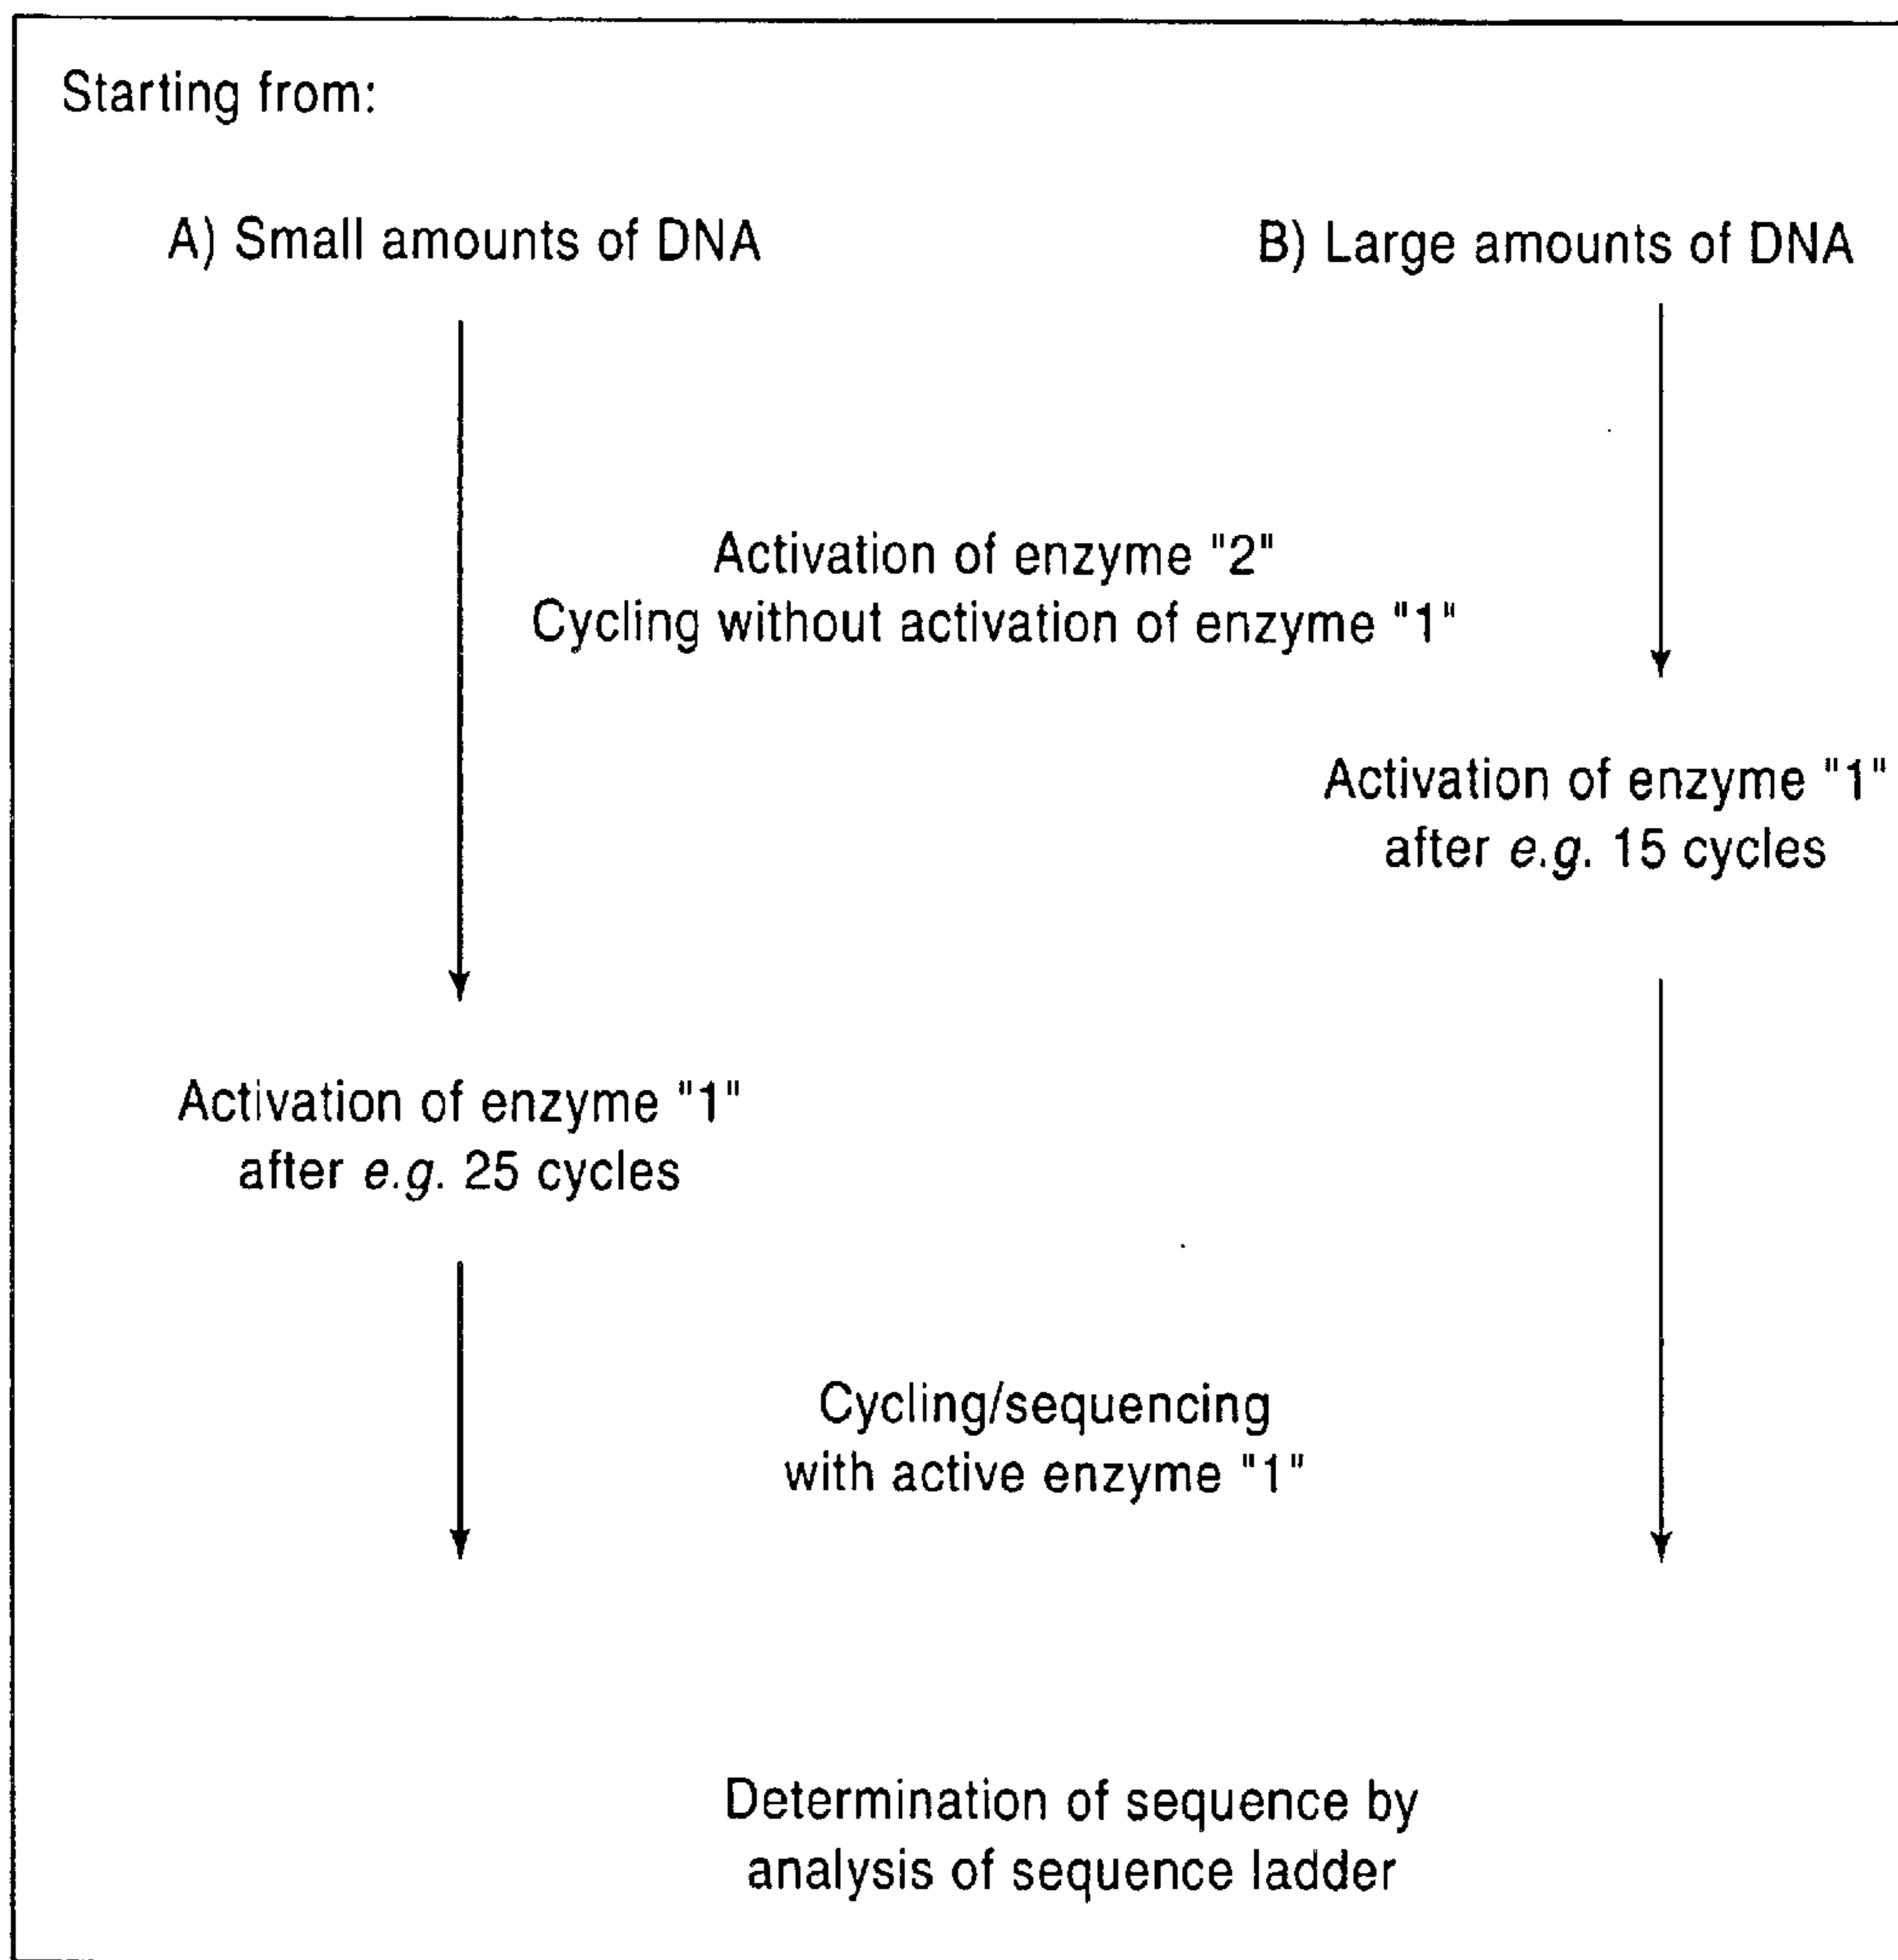 Starting from:
A) Small amounts of DNA
B) Large amounts of DNA
Activation of enzyme "2"
Cycling without activation of enzyme "1"
Activation of enzyme "1"
after e.g. 15 cycles
Activation of enzyme "1"
after e.g. 25 cycles
Cycling/sequencing
with active enzyme "1"
Determination of sequence by
analysis of sequence ladder